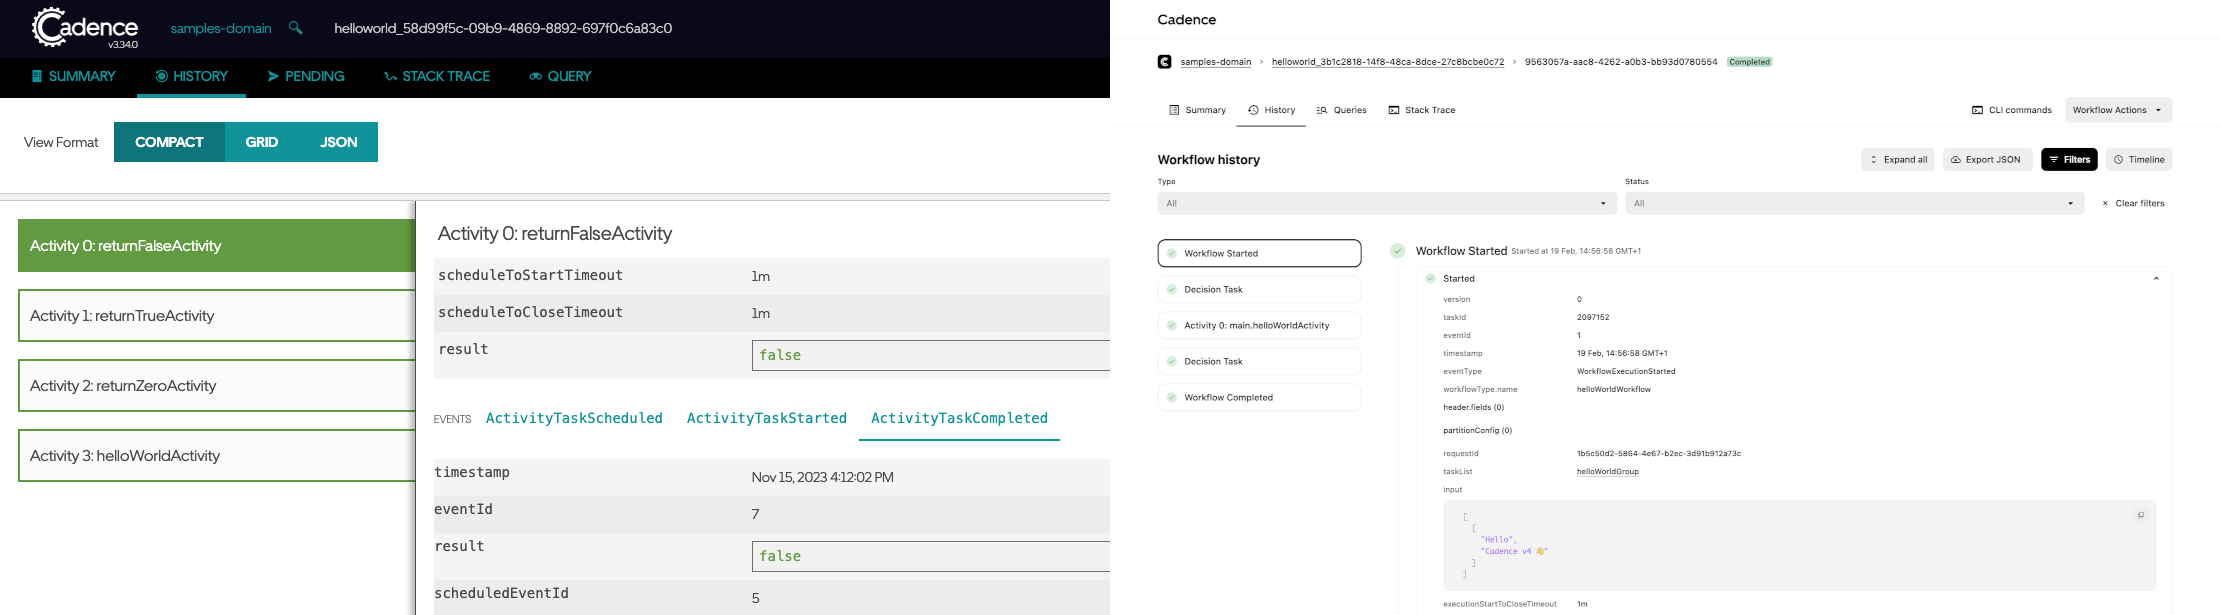 Cadence
v3.34.0
samples-domain
helloworld_58d99f5c-09b9-4869-8892-697f0c6a83c0
SUMMARY
HISTORY
PENDING
STACK TRACE
QUERY
View Format
COMPACT
GRID
JSON
Activity 0: returnFalseActivity
Activity 1: returnTrueActivity
Activity 2: returnZeroActivity
Activity 3: helloWorldActivity
Activity 0: returnFalseActivity
scheduleToStartTimeout 1m
scheduleToCloseTimeout 1m
result false
EVENTS ActivityTaskScheduled ActivityTaskStarted ActivityTaskCompleted
timestamp Nov 15, 2023 4:12:02 PM
eventId 7
result false
scheduledEventId 5
Cadence
samples-domain > helloworld_3b1c2818-14f8-48ca-8dce-27c8bcbe0c72 > 9563057a-aac8-4262-a0b3-bb93d0780554 Completed
Summary
History
Queries
Stack Trace
CLI commands
Workflow Actions
Workflow history
Expand all
Export JSON
Filters
Timeline
Type
All
Status
All
× Clear filters
Workflow Started
Decision Task
Activity 0: main.helloWorldActivity
Decision Task
Workflow Completed
Workflow Started Started at 19 Feb, 14:56:58 GMT+1
Started
version 0
taskId 2097152
eventId 1
timestamp 19 Feb, 14:56:58 GMT+1
eventType WorkflowExecutionStarted
workflowType.name helloWorldWorkflow
header.fields (0)
partitionConfig (0)
requestId 1b5c50d2-5864-4e67-b2ec-3d91b912a73c
taskList helloWorldGroup
input
[
[
"Hello",
"Cadence v4 👋"
]
]
executionStartToCloseTimeout 1m